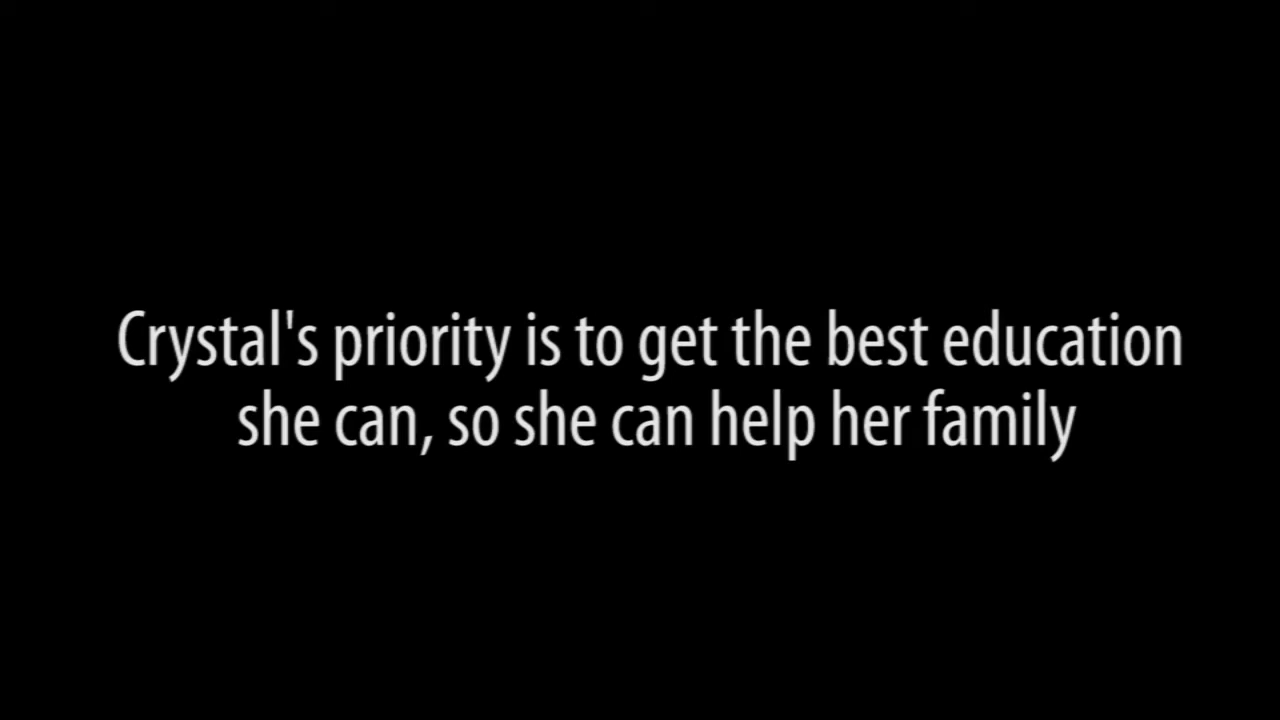 Crystal's priority is to get the best education
she can, so she can help her family